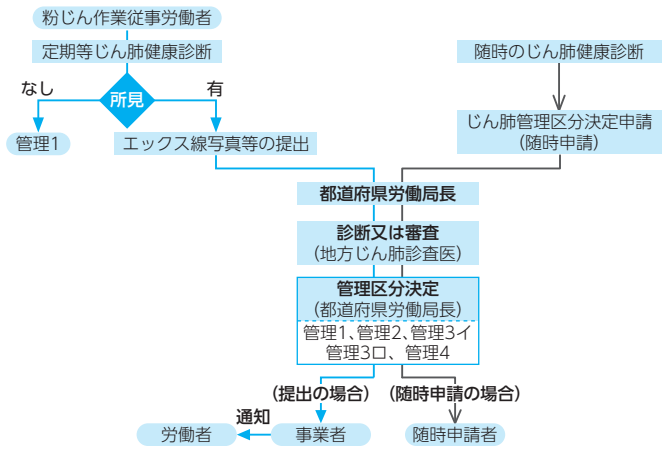 粉じん作業従事労働者
定期等じん肺健康診断
随時のじん肺健康診断
なし
所見
有
管理1
エックス線写真等の提出
じん肺管理区分決定申請
(随時申請)
都道府県労働局長
診断又は審査
(地方じん肺診査医)
管理区分決定
(都道府県労働局長)
管理1、管理2、管理3イ
管理3ロ、管理4
(提出の場合)
(随時申請の場合)
通知
労働者
事業者
随時申請者